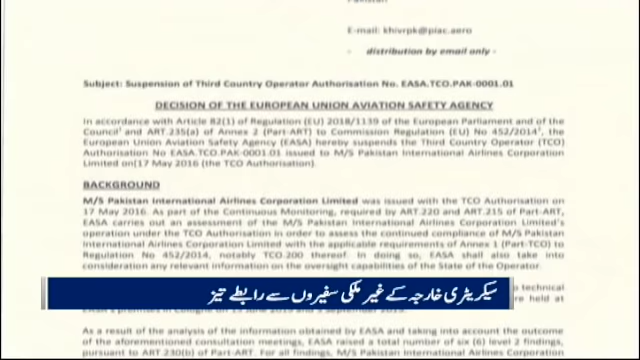 Pakistan
E-mail: khivrpk@piac.aero
- distribution by email only -
Subject: Suspension of Third Country Operator Authorisation No. EASA.TCO.PAK-0001.01
DECISION OF THE EUROPEAN UNION AVIATION SAFETY AGENCY
In accordance with Article 82(1) of Regulation (EU) 2018/1139 of the European Parliament and of the
Council¹ and ART.235(a) of Annex 2 (Part-ART) to Commission Regulation (EU) No 452/2014², the
European Union Aviation Safety Agency (EASA) hereby suspends the Third Country Operator (TCO)
Authorisation No EASA.TCO.PAK-0001.01 issued to M/S Pakistan International Airlines Corporation
Limited on(17 May 2016 (the TCO Authorisation).
BACKGROUND
M/S Pakistan International Airlines Corporation Limited was issued with the TCO Authorisation on
17 May 2016. As part of the Continuous Monitoring, required by ART.220 and ART.215 of Part-ART,
EASA carries out an assessment of the M/S Pakistan International Airlines Corporation Limited's
operation under the TCO Authorisation in order to assess the continued compliance of M/S Pakistan
International Airlines Corporation Limited with the applicable requirements of Annex 1 (Part-TCO) to
Regulation No 452/2014, notably TCO.200 thereof. In doing so, EASA shall also take into
consideration any relevant information on the oversight capabilities of the State of the Operator.
technical
were held at
سیکریٹری خارجہ کے غیر ملکی سفیروں سے رابطے تیز
As a result of the analysis of the information obtained by EASA and taking into account the outcome
of the aforementioned consultation meetings, EASA raised a total number of six (6) level 2 findings,
pursuant to ART.230(b) of Part-ART. For all findings, M/S Pakistan International Airlines